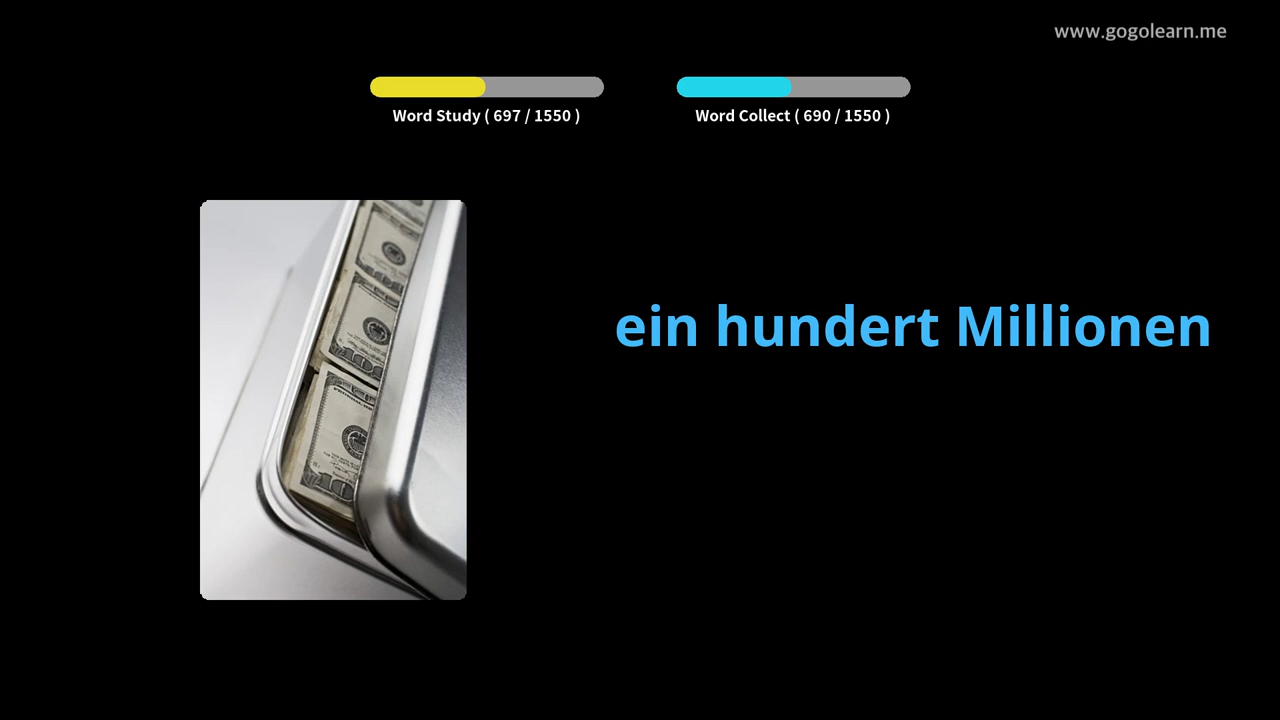 www.gogolearn.me
Word Study ( 697 / 1550 )
Word Collect ( 690 / 1550 )
ein hundert Millionen